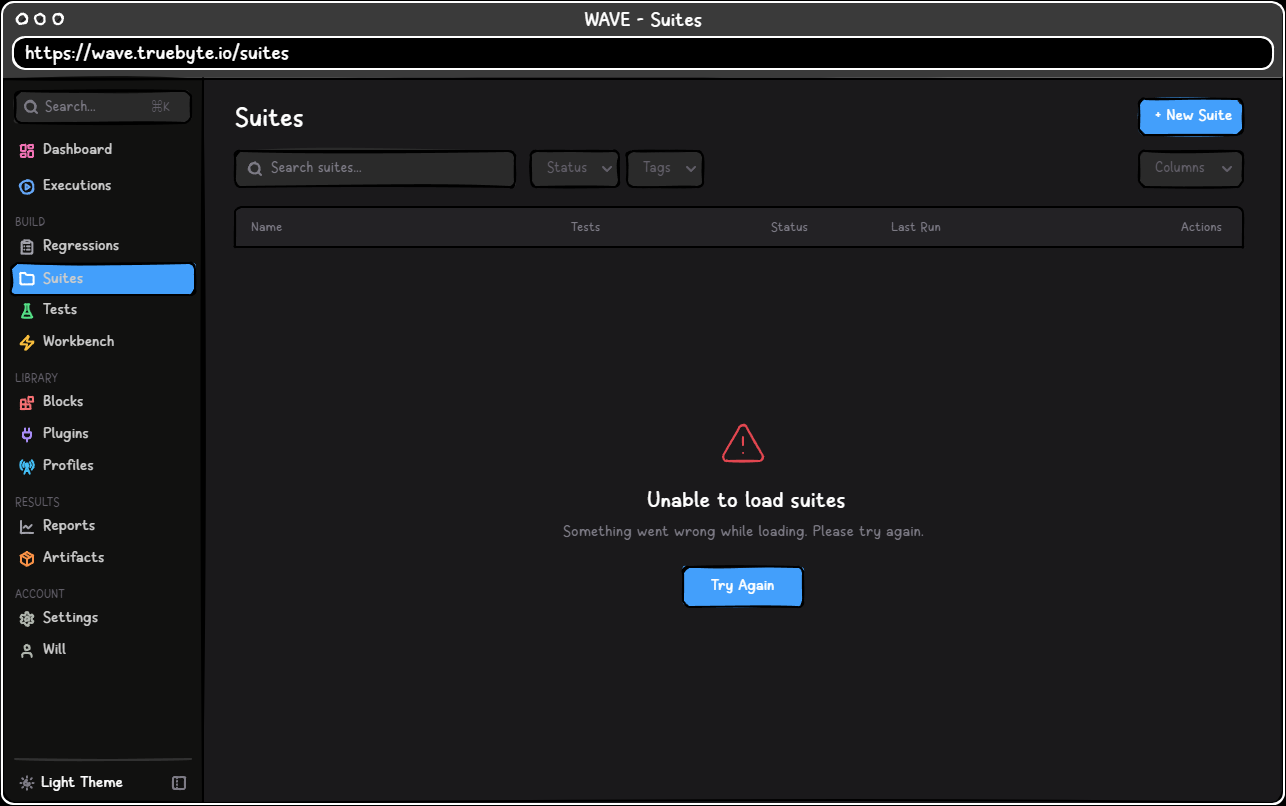 WAVE - Suites
https://wave.truebyte.io/suites
Search... ⌘K
Dashboard
Executions
BUILD
Regressions
Suites
Tests
Workbench
LIBRARY
Blocks
Plugins
Profiles
RESULTS
Reports
Artifacts
ACCOUNT
Settings
Will
Light Theme
Suites
+ New Suite
Search suites... Status Tags Columns
Name Tests Status Last Run Actions
Unable to load suites
Something went wrong while loading. Please try again.
Try Again